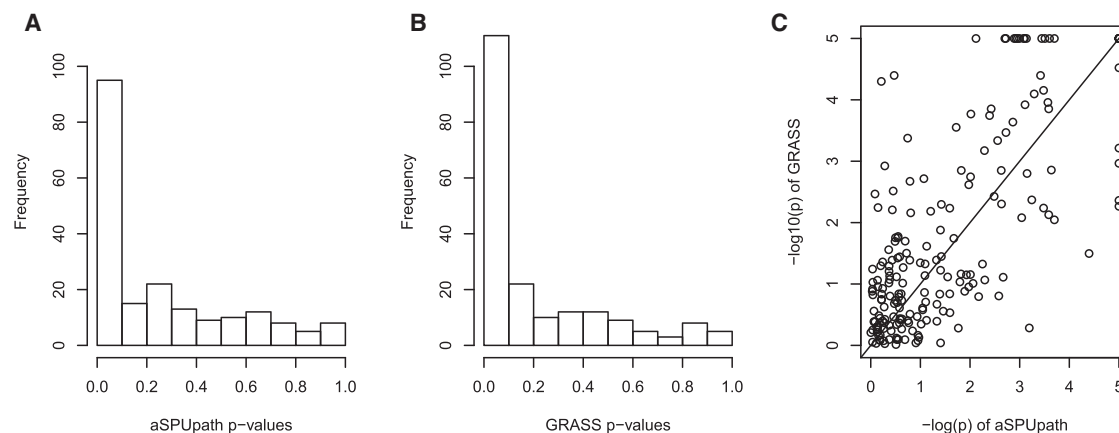 A
Frequency
100
80
60
40
20
0
0.0 0.2 0.4 0.6 0.8 1.0
aSPUpath p−values
B
Frequency
100
80
60
40
20
0
0.0 0.2 0.4 0.6 0.8 1.0
GRASS p−values
C
−log10(p) of GRASS
5
4
3
2
1
0
0 1 2 3 4 5
−log(p) of aSPUpath